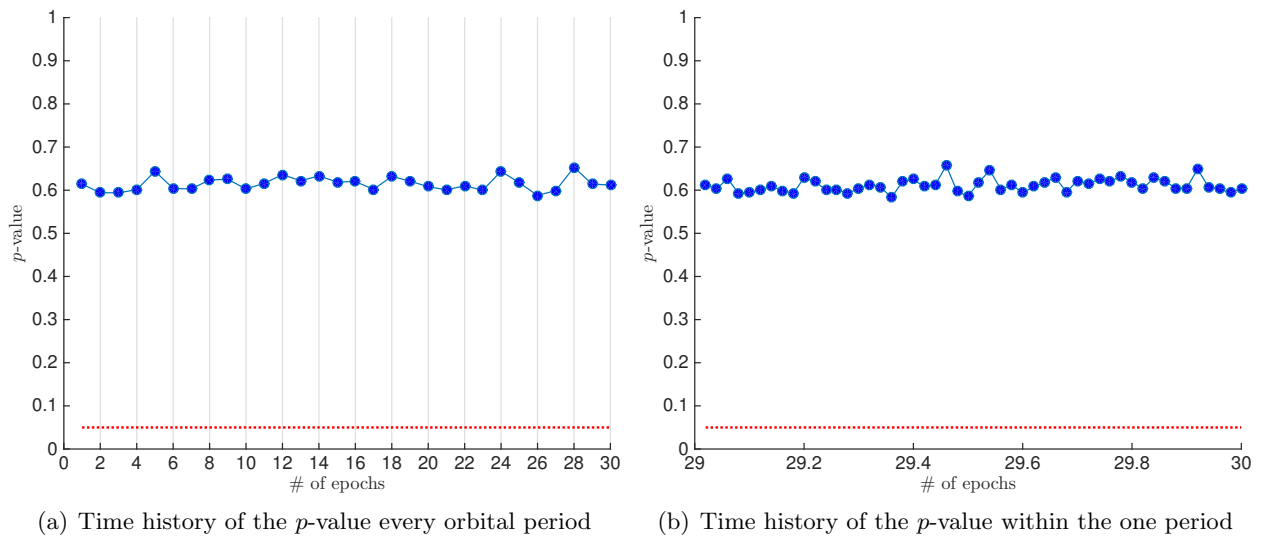 1
0.9
0.8
0.7
0.6
0.5
0.4
0.3
0.2
0.1
0
p-value
0 2 4 6 8 10 12 14 16 18 20 22 24 26 28 30
# of epochs
(a) Time history of the p-value every orbital period
1
0.9
0.8
0.7
0.6
0.5
0.4
0.3
0.2
0.1
0
p-value
29 29.2 29.4 29.6 29.8 30
# of epochs
(b) Time history of the p-value within the one period